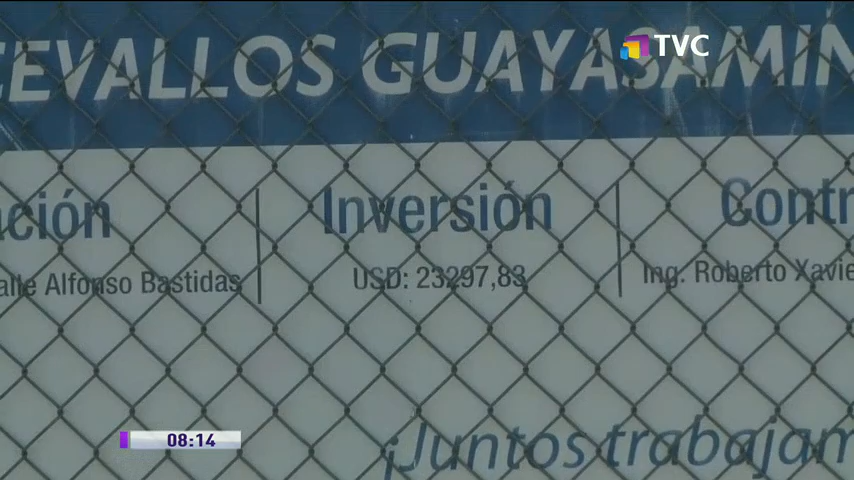 CEVALLOS GUAYASAMIN
TVC
ación Inversión Contr
alle Alfonso Bastidas USD: 23297,83 Ing. Roberto Xavie
¡Juntos trabajam
08:14